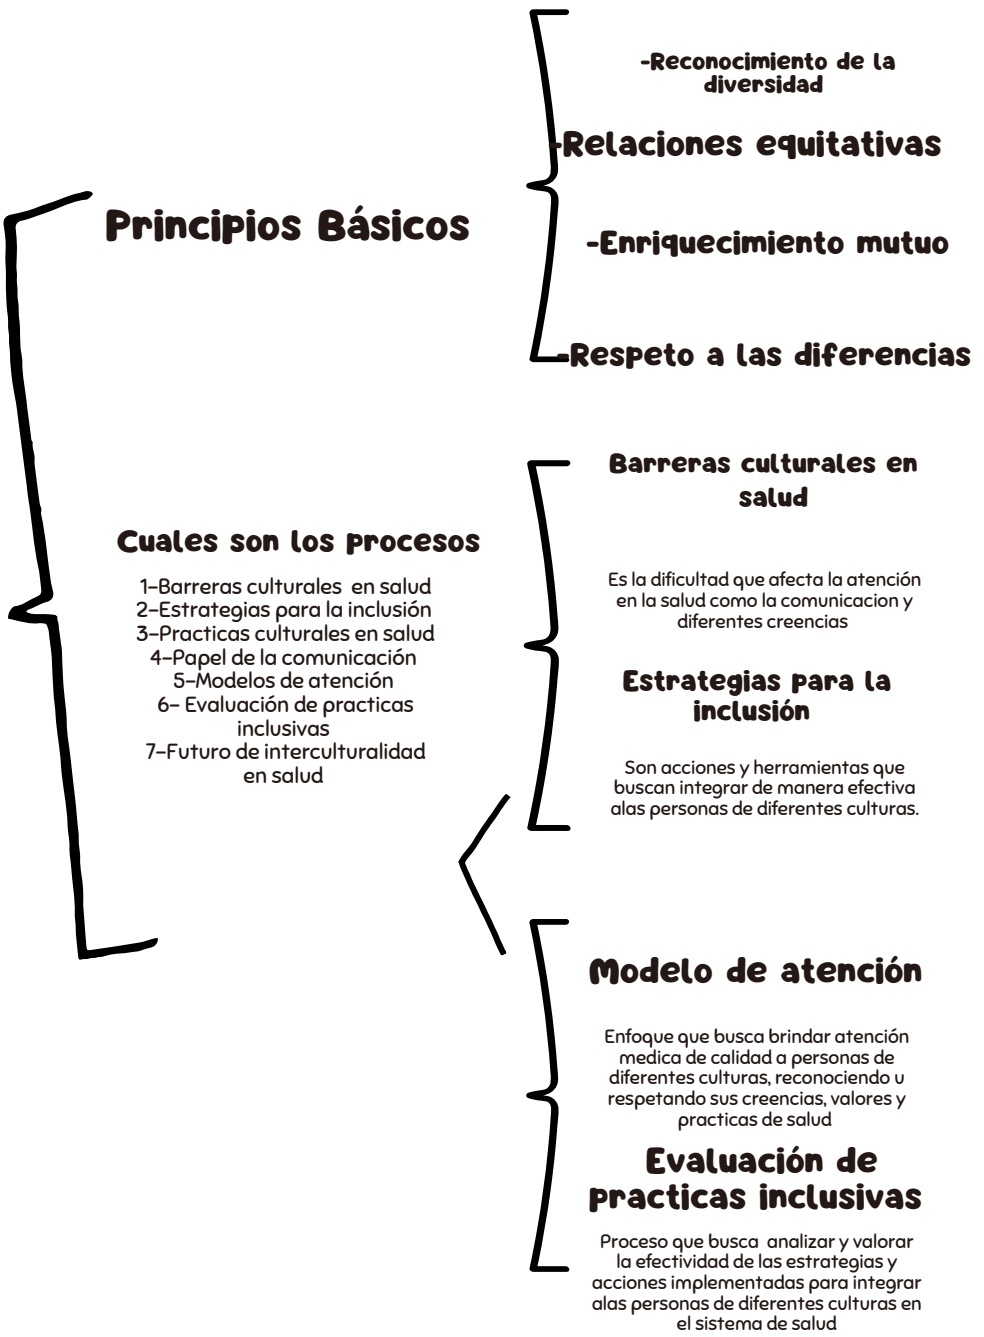 Principios Básicos
-Reconocimiento de la
diversidad
-Relaciones equitativas
-Enriquecimiento mutuo
-Respeto a las diferencias
Cuales son los procesos
1-Barreras culturales en salud
2-Estrategias para la inclusión
3-Practicas culturales en salud
4-Papel de la comunicación
5-Modelos de atención
6- Evaluación de practicas
inclusivas
7-Futuro de interculturalidad
en salud
Barreras culturales en
salud
Es la dificultad que afecta la atención
en la salud como la comunicacion y
diferentes creencias
Estrategias para la
inclusión
Son acciones y herramientas que
buscan integrar de manera efectiva
alas personas de diferentes culturas.
Modelo de atención
Enfoque que busca brindar atención
medica de calidad a personas de
diferentes culturas, reconociendo u
respetando sus creencias, valores y
practicas de salud
Evaluación de
practicas inclusivas
Proceso que busca analizar y valorar
la efectividad de las estrategias y
acciones implementadas para integrar
alas personas de diferentes culturas en
el sistema de salud